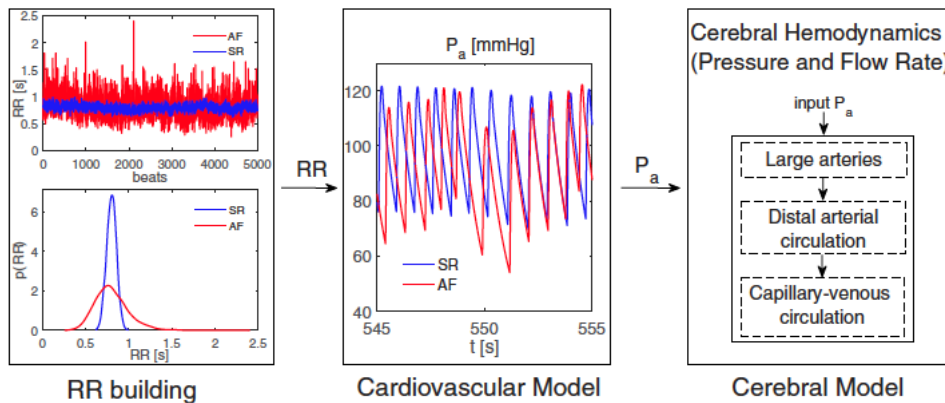 2.5
2
1.5
1
0.5
0
RR [s]
AF
SR
0 1000 2000 3000 4000 5000
beats
6
4
2
0
p(RR)
SR
AF
0 0.5 1 1.5 2 2.5
RR [s]
RR building
RR
P_a [mmHg]
120
100
80
60
40
SR
AF
545 550 555
t [s]
Cardiovascular Model
P_a
Cerebral Hemodynamics
(Pressure and Flow Rate)
input P_a
Large arteries
Distal arterial
circulation
Capillary-venous
circulation
Cerebral Model